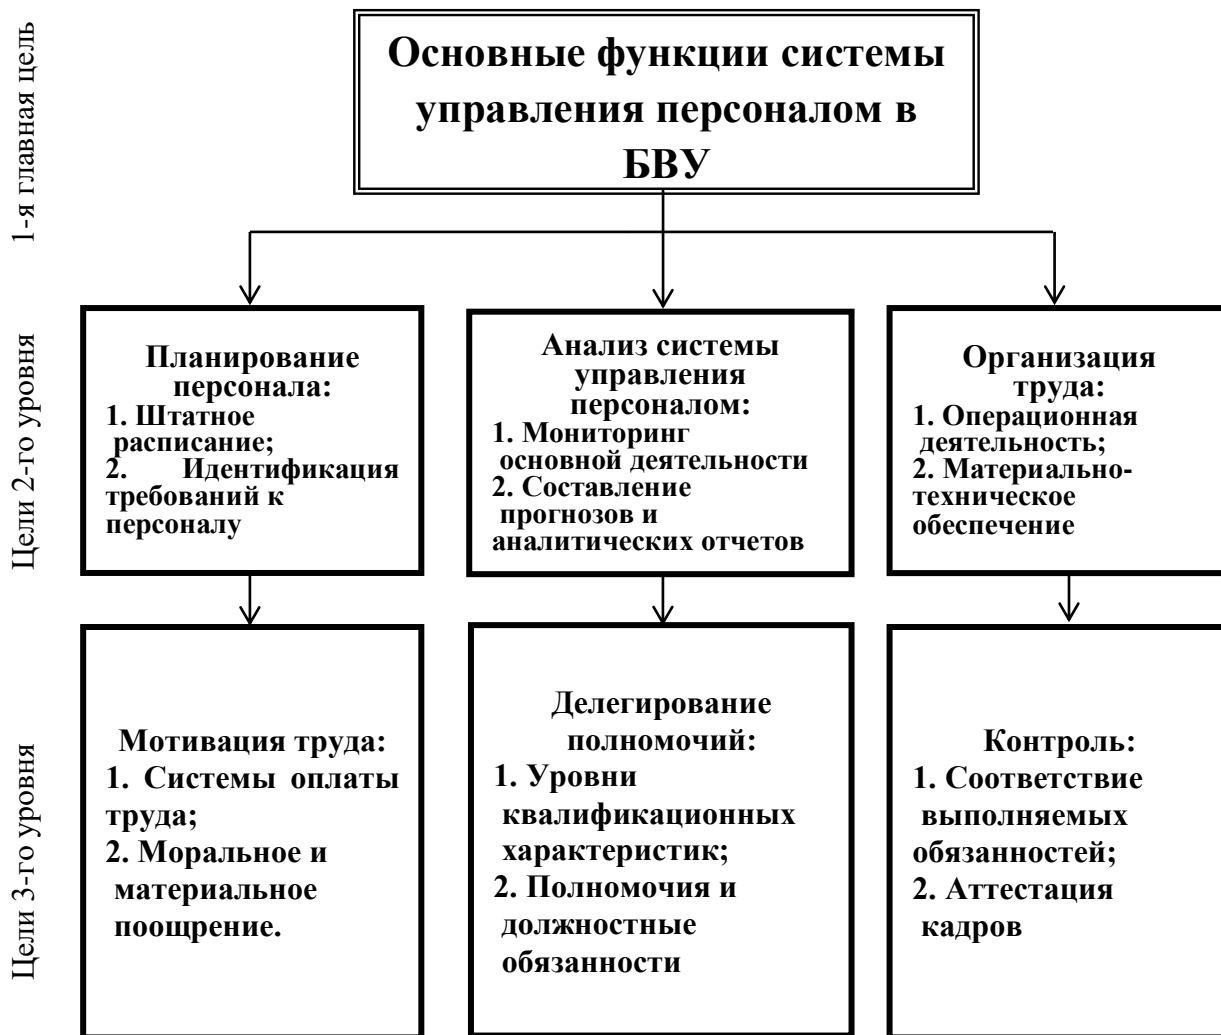 1-я главная цель
Основные функции системы
управления персоналом в
БВУ
Цели 2-го уровня
Планирование
персонала:
1. Штатное
расписание;
2. Идентификация
требований к
персоналу
Анализ системы
управления
персоналом:
1. Мониторинг
основной деятельности
2. Составление
прогнозов и
аналитических отчетов
Организация
труда:
1. Операционная
деятельность;
2. Материально-
техническое
обеспечение
Цели 3-го уровня
Мотивация труда:
1. Системы оплаты
труда;
2. Моральное и
материальное
поощрение.
Делегирование
полномочий:
1. Уровни
квалификационных
характеристик;
2. Полномочия и
должностные
обязанности
Контроль:
1. Соответствие
выполняемых
обязанностей;
2. Аттестация
кадров